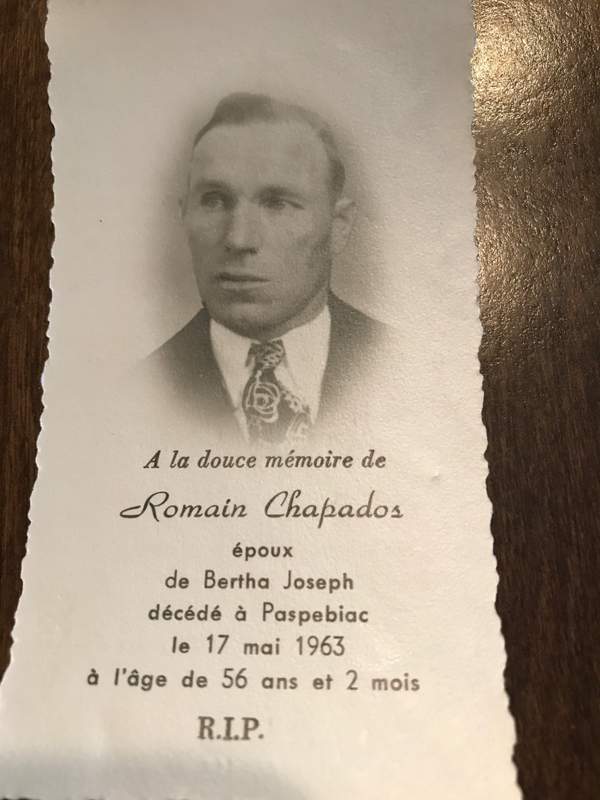 A la douce mémoire de
Romain Chapados
époux
de Bertha Joseph
décédé à Paspebiac
le 17 mai 1963
à l'âge de 56 ans et 2 mois
R.I.P.